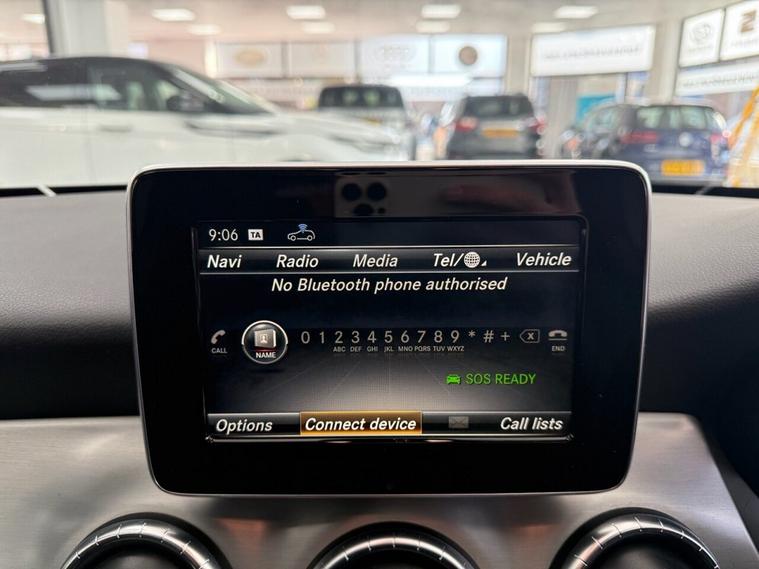 9:06 TA
Navi Radio Media Tel/ Vehicle
No Bluetooth phone authorised
CALL NAME 0 1 2 3 4 5 6 7 8 9 * # + X END
ABC DEF GHI JKL MNO PQRS TUV WXYZ
SOS READY
Options Connect device Call lists